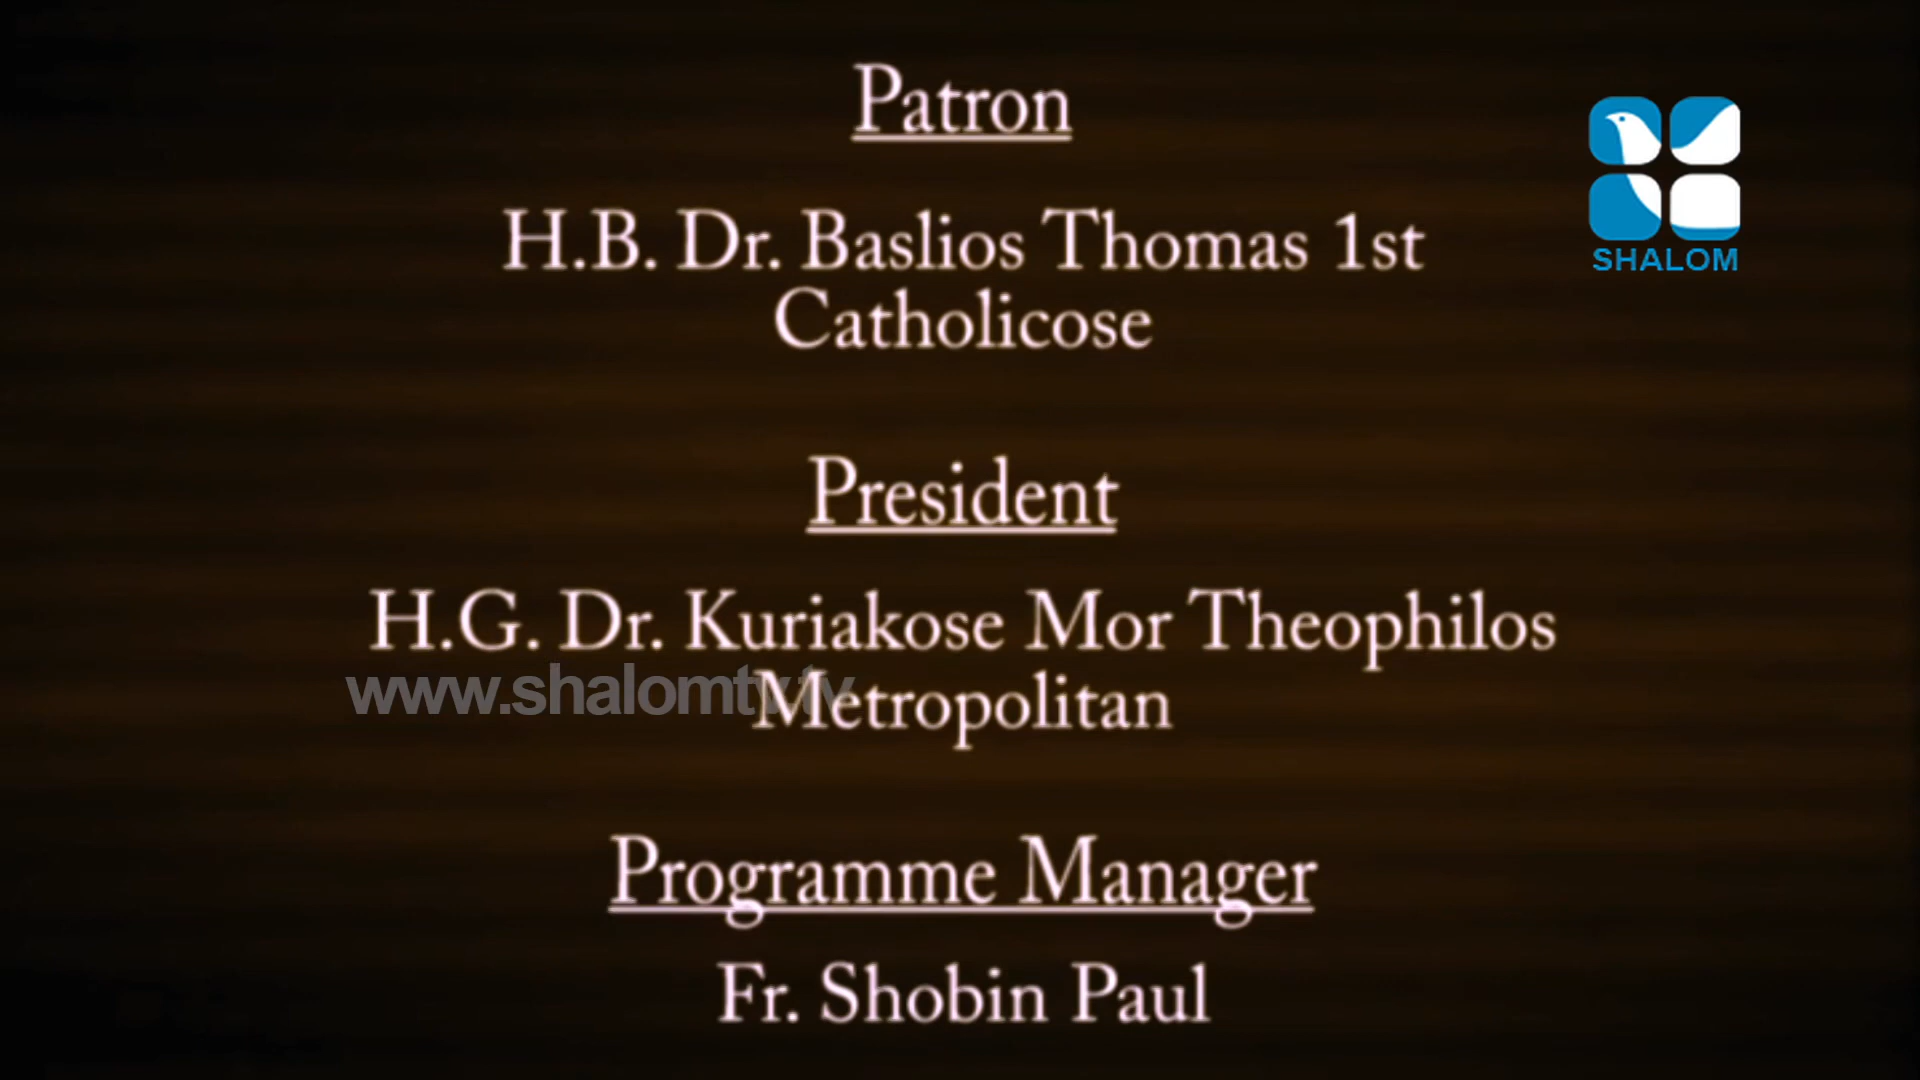 Patron
SHALOM
H.B. Dr. Baslios Thomas 1st
Catholicose
President
H.G. Dr. Kuriakose Mor Theophilos
www.shalomtv.tv
Metropolitan
Programme Manager
Fr. Shobin Paul